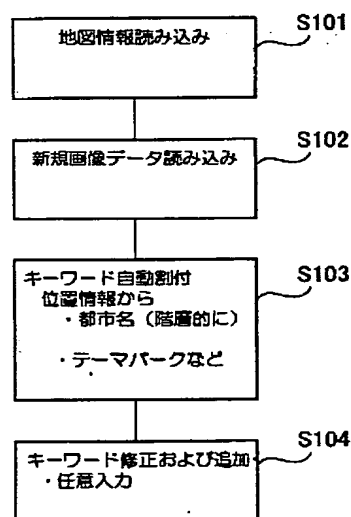 S101
地図情報読み込み
S102
新規画像データ読み込み
S103
キーワード自動割付
位置情報から
・都市名（階層的に）
・テーマパークなど
S104
キーワード修正および追加
・任意入力